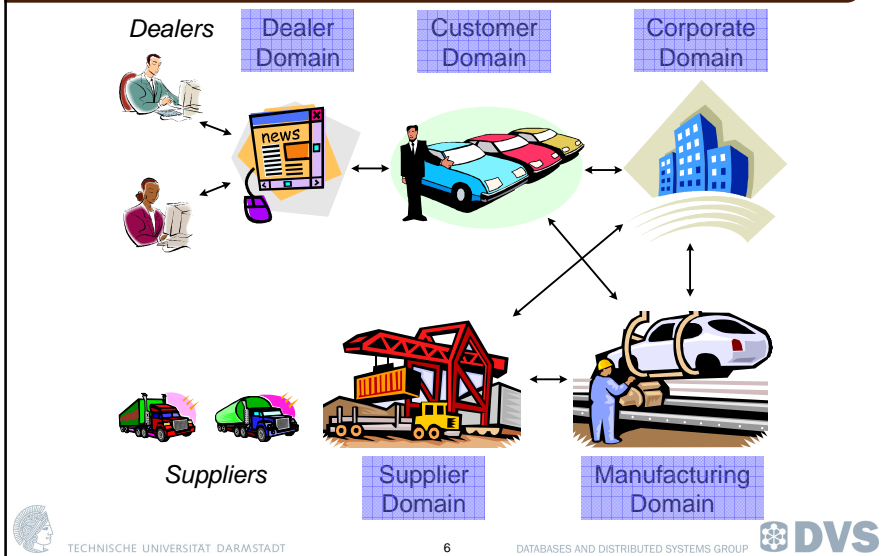 Dealers
Dealer
Domain
Customer
Domain
Corporate
Domain
news
Suppliers
Supplier
Domain
Manufacturing
Domain
TECHNISCHE UNIVERSITÄT DARMSTADT
6
DATABASES AND DISTRIBUTED SYSTEMS GROUP
DVS